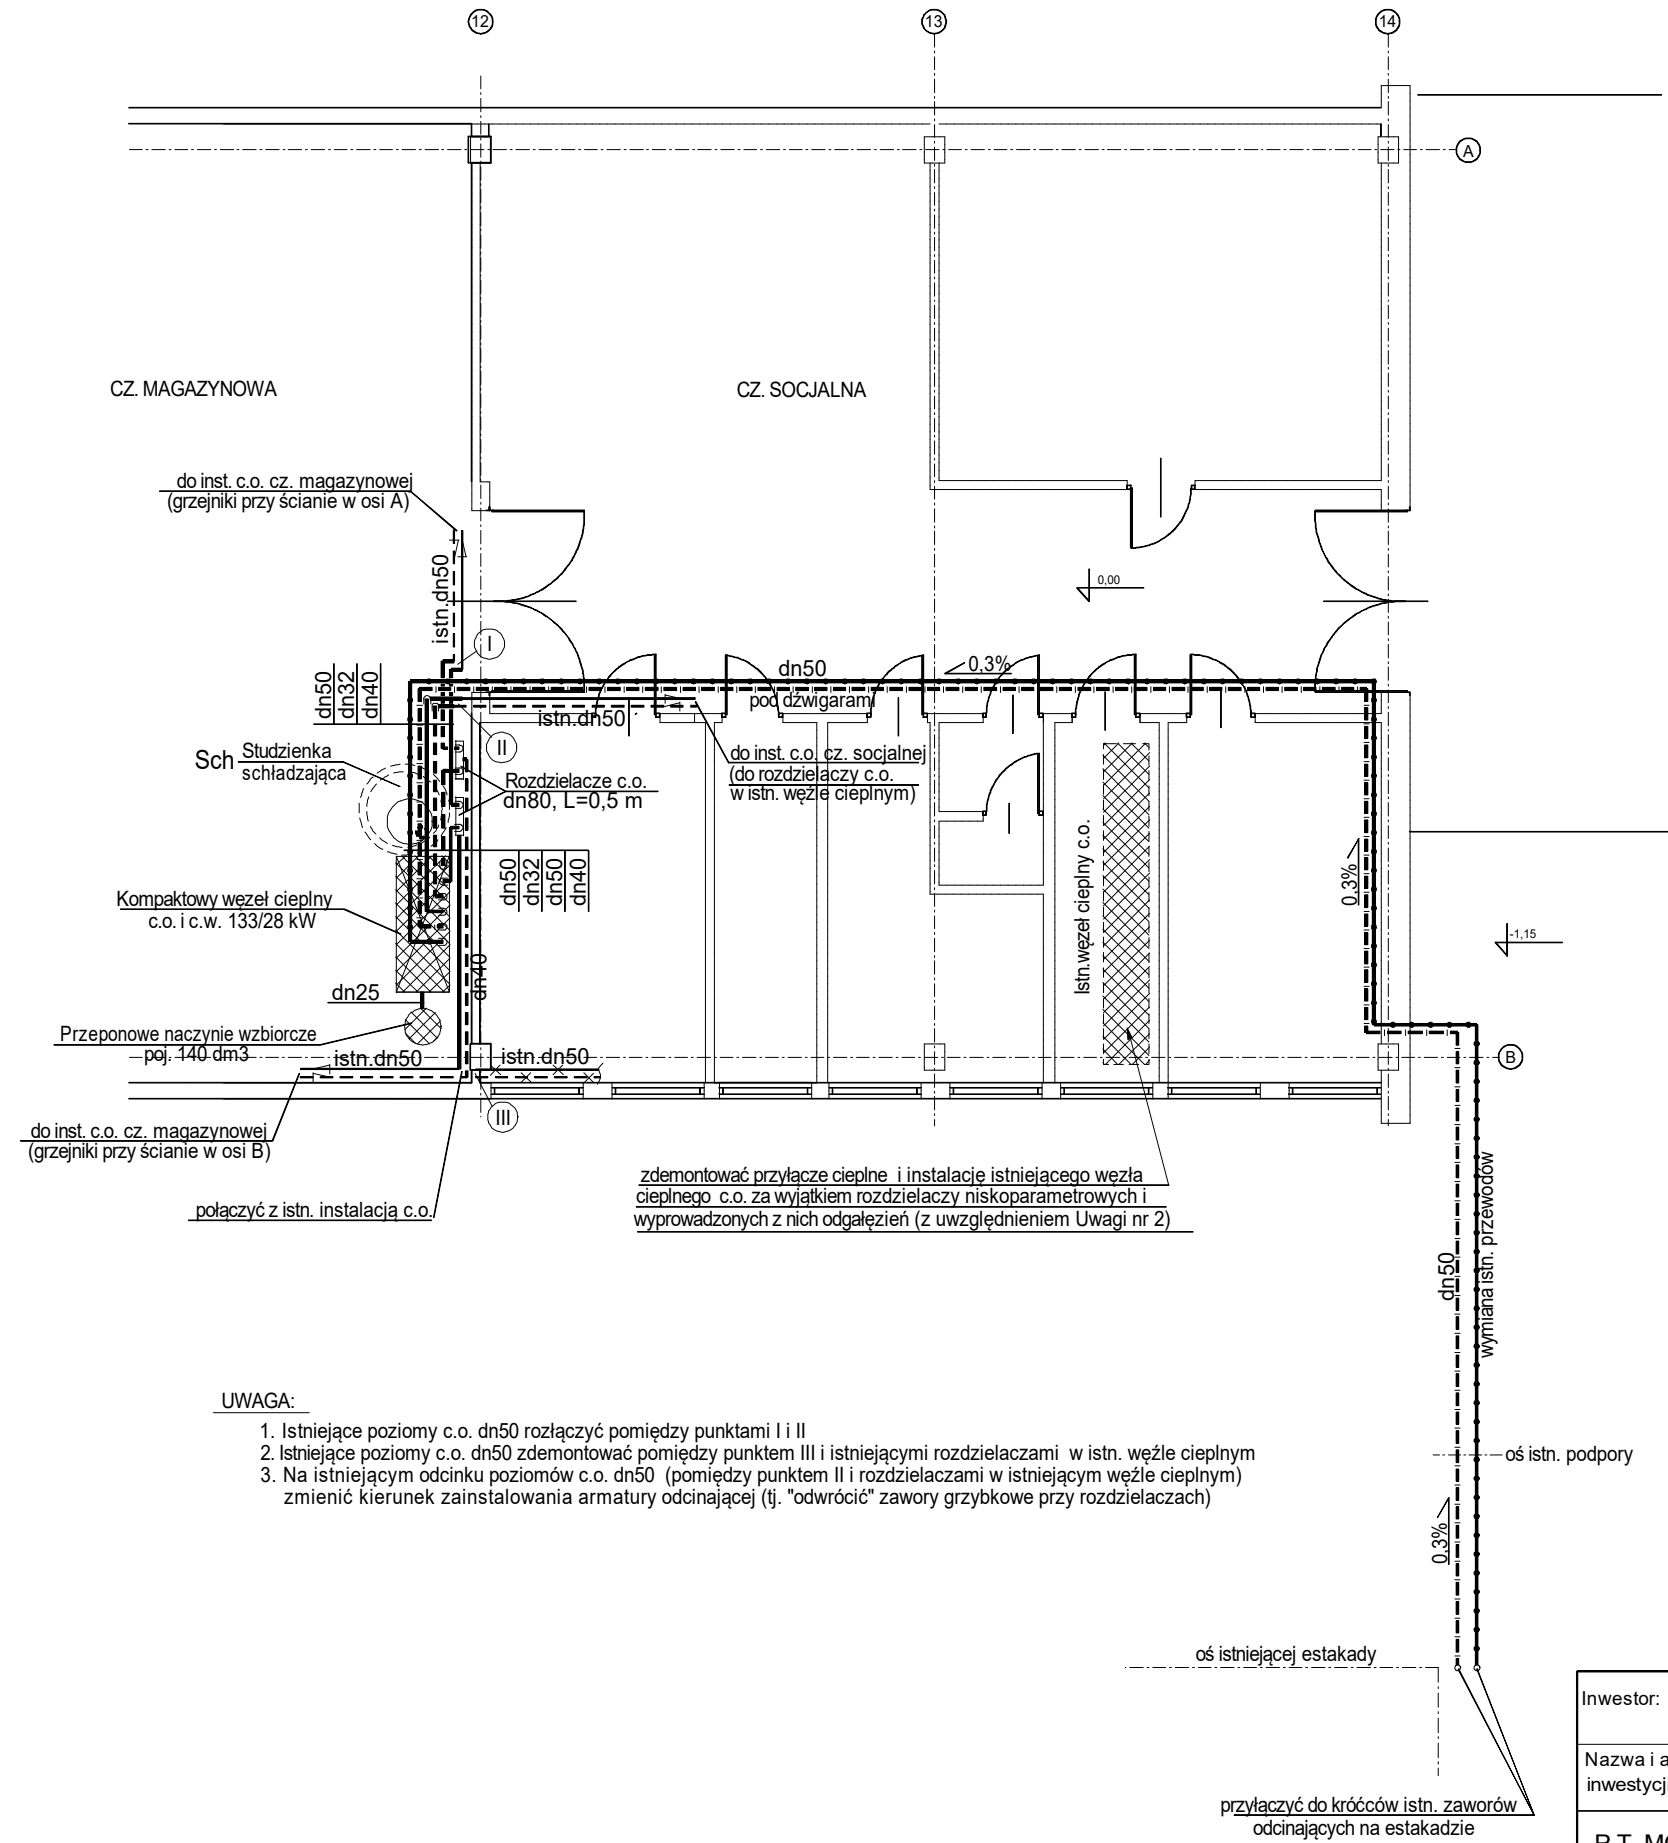 12
13
14
A
CZ. MAGAZYNOWA
CZ. SOCJALNA
do inst. c.o. cz. magazynowej
(grzejniki przy ścianie w osi A)
istn.dn50
0,00
I
dn50
dn32
dn40
dn50
0,3%
pod dźwigarami
istn.dn50
II
Sch
Studzienka
schładzająca
Rozdzielacze c.o.
dn80, L=0,5 m
do inst. c.o. cz. socjalnej
(do rozdzielaczy c.o.
w istn. węźle cieplnym)
Istn.węzeł cieplny c.o.
0,3%
dn50
dn32
dn50
dn40
Kompaktowy węzeł cieplny
c.o. i c.w. 133/28 kW
-1,15
dn40
dn25
Przeponowe naczynie wzbiorcze
poj. 140 dm3
istn.dn50
istn.dn50
B
III
do inst. c.o. cz. magazynowej
(grzejniki przy ścianie w osi B)
połączyć z istn. instalacją c.o.
zdemontować przyłącze cieplne i instalację istniejącego węzła
cieplnego c.o. za wyjątkiem rozdzielaczy niskoparametrowych i
wyprowadzonych z nich odgałęzień (z uwzględnieniem Uwagi nr 2)
dn50
wymiana istn. przewodów
UWAGA:
1. Istniejące poziomy c.o. dn50 rozłączyć pomiędzy punktami I i II
2. Istniejące poziomy c.o. dn50 zdemontować pomiędzy punktem III i istniejącymi rozdzielaczami w istn. węźle cieplnym
3. Na istniejącym odcinku poziomów c.o. dn50 (pomiędzy punktem II i rozdzielaczami w istniejącym węźle cieplnym)
zmienić kierunek zainstalowania armatury odcinającej (tj. "odwrócić" zawory grzybkowe przy rozdzielaczach)
oś istn. podpory
0,3%
oś istniejącej estakady
przyłączyć do króćców istn. zaworów
odcinających na estakadzie
Inwestor:
Nazwa i a
inwestycj